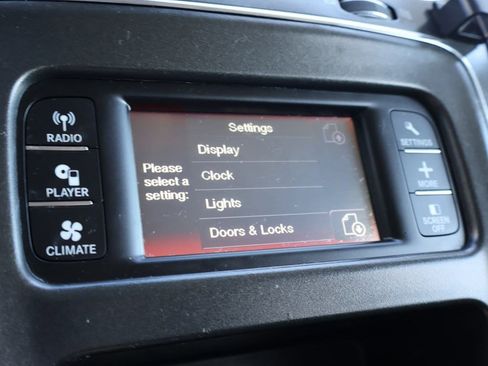 RADIO
PLAYER
CLIMATE
Settings
Please
select a
setting:
Display
Clock
Lights
Doors & Locks
SETTINGS
MORE
SCREEN
OFF